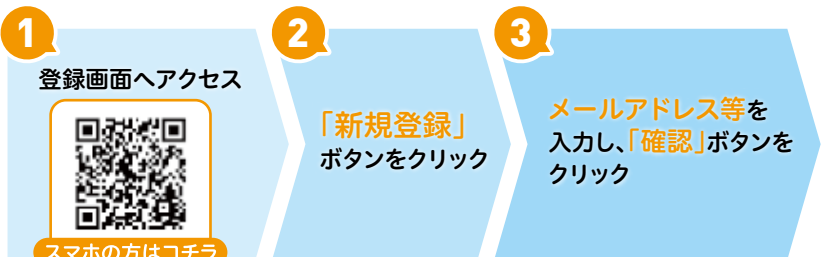 1
登録画面へアクセス
スマホの方はコチラ
2
「新規登録」
ボタンをクリック
3
メールアドレス等を
入力し、「確認」ボタンを
クリック